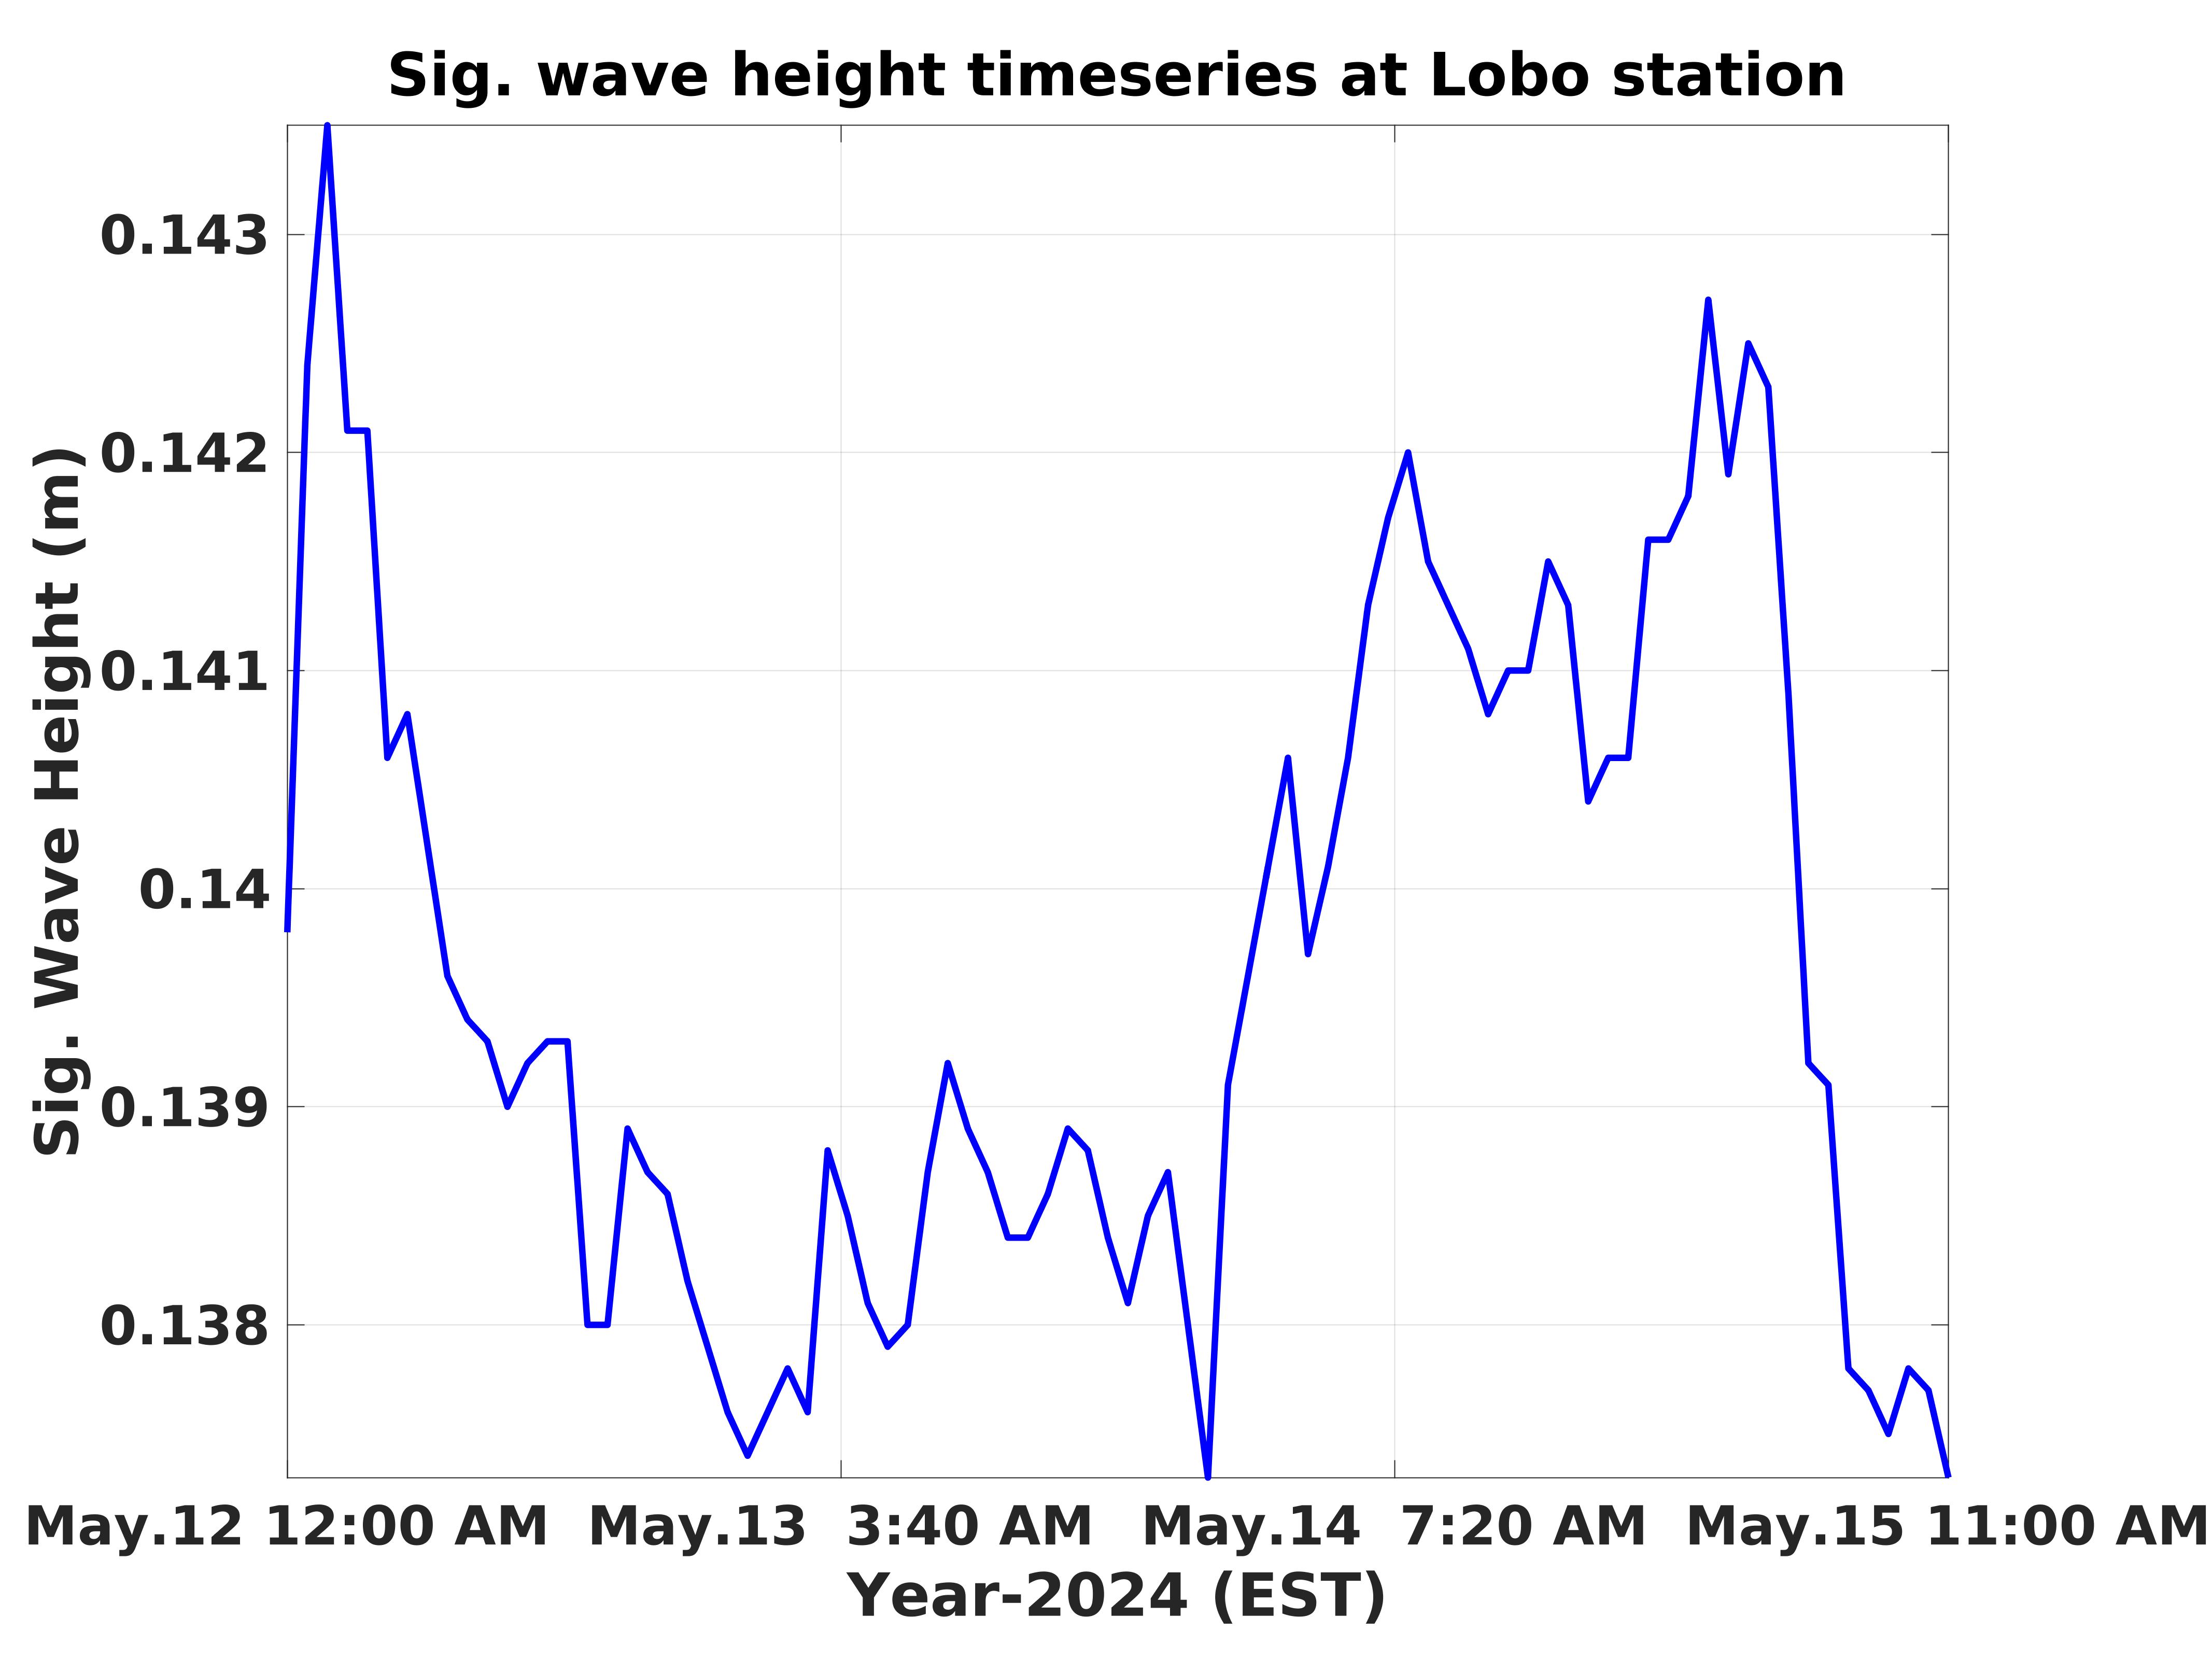 Sig. wave height timeseries at Lobo station
Sig. Wave Height (m)
0.143
0.142
0.141
0.14
0.139
0.138
May.12 12:00 AM May.13 3:40 AM May.14 7:20 AM May.15 11:00 AM
Year-2024 (EST)